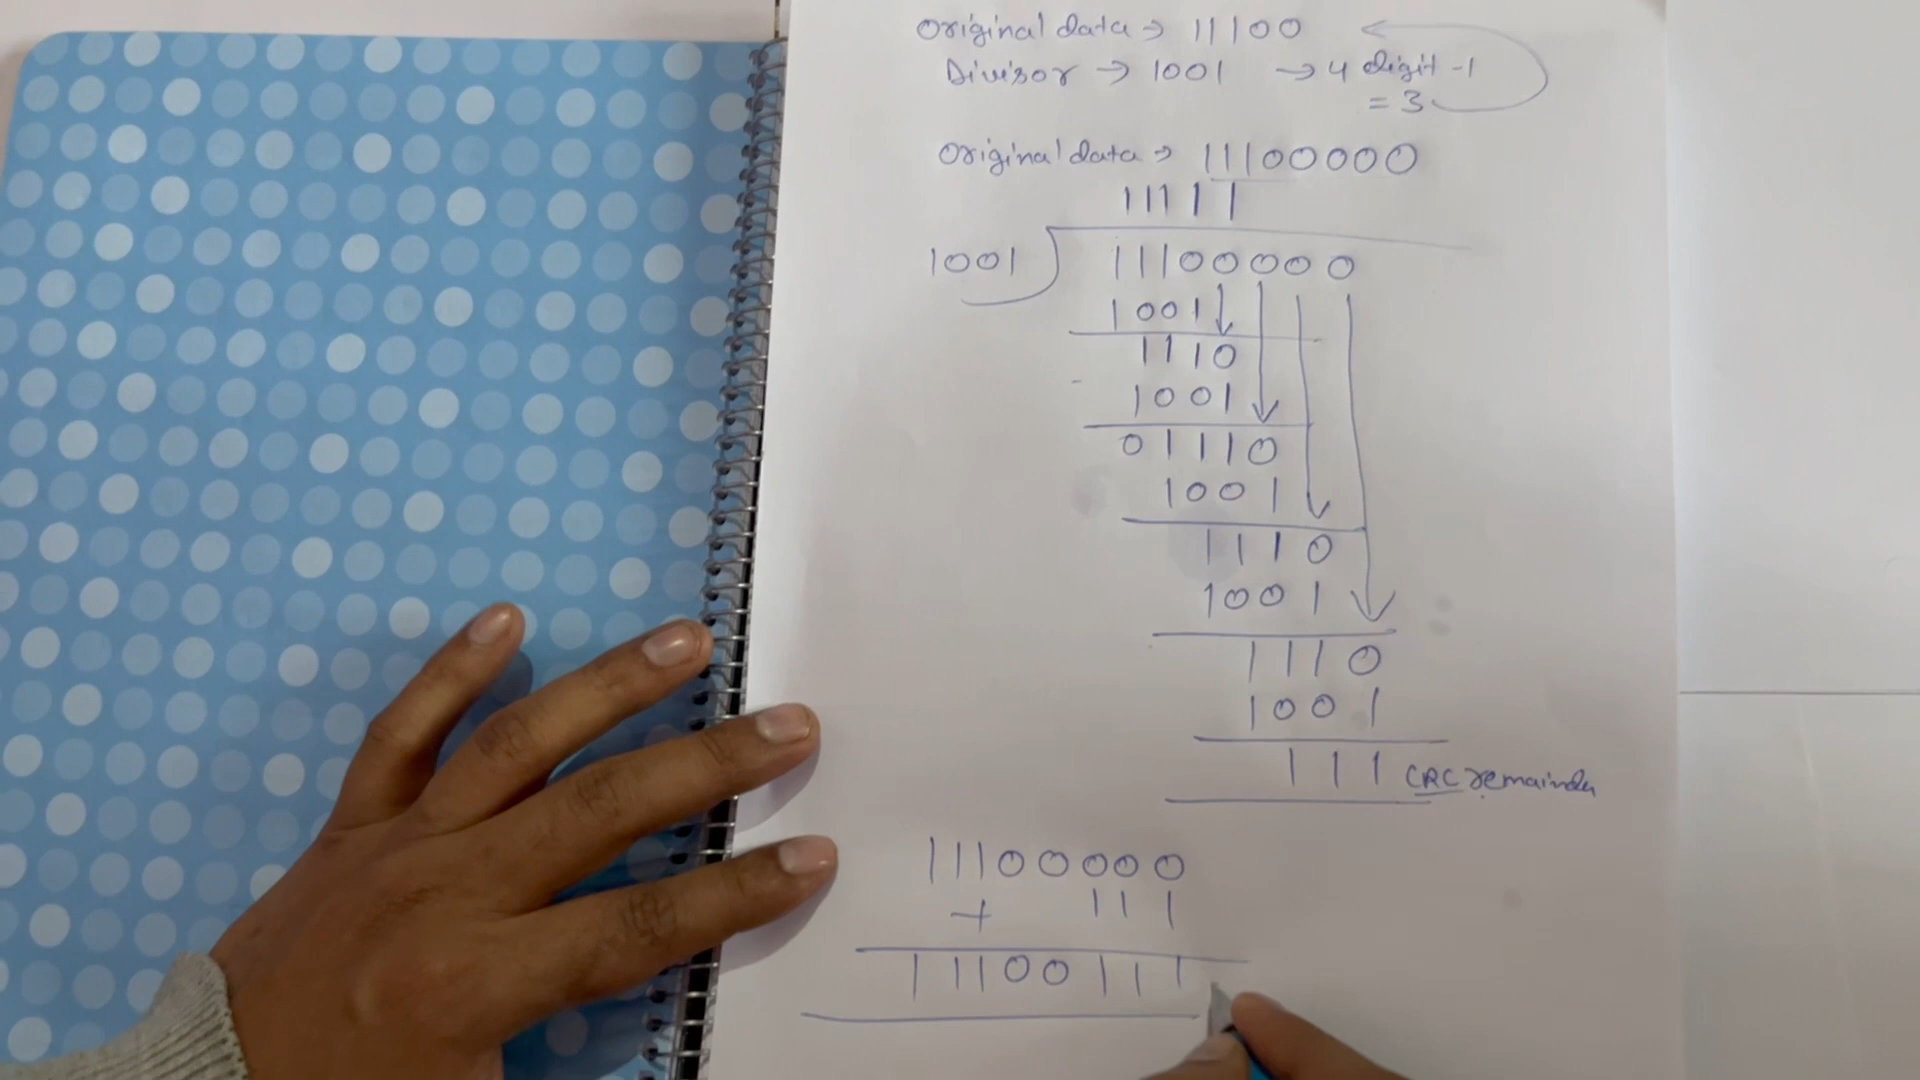 Original data → 11100
Divisor → 1001 → 4 digit -1
= 3
Original data → 11100000
11111
1001 ) 11100000
1001
1110
1001
01110
1001
1110
1001
1110
1001
111 CRC remainder
11100000
+ 111
11100111